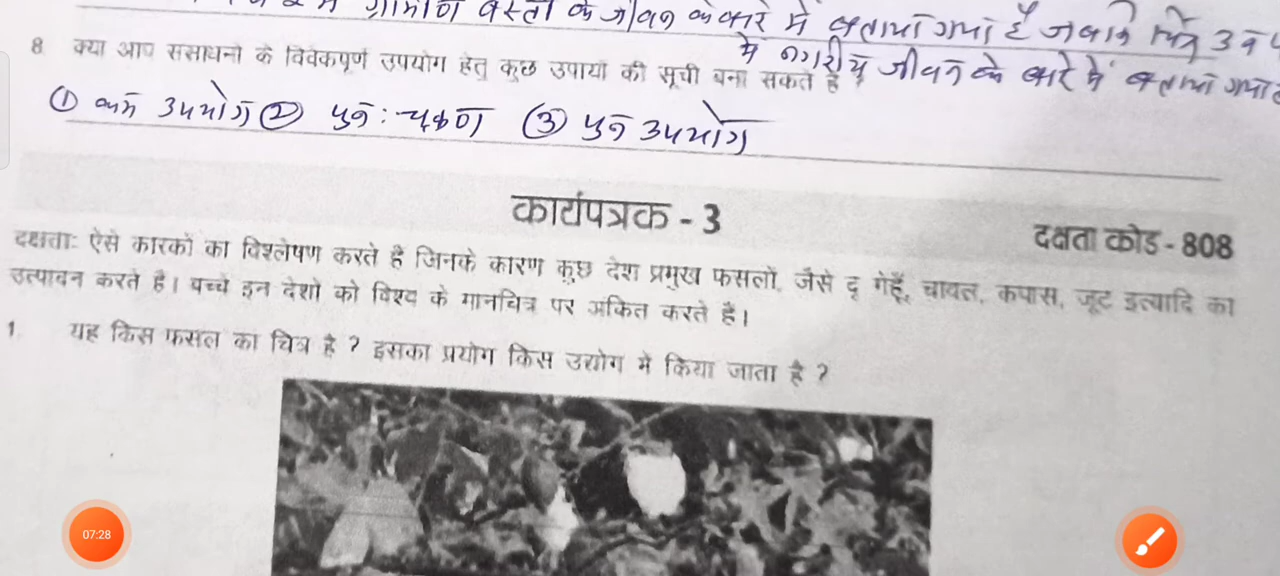 ग्रामीण बस्ती के जीवन के बारे में बताया गया है जबकि चित्र
में नगरीय जीवन के बारे में बताया गया
8. क्या आप संसाधनों के विवेकपूर्ण उपयोग हेतु कुछ उपायों की सूची बना सकते हैं
① कम उपयोग ② पुन: चक्रण ③ पुन उपयोग
कार्यपत्रक - 3
दक्षता कोड - 808
दक्षताः ऐसे कारकों का विश्लेषण करते हैं जिनके कारण कुछ देश प्रमुख फसलों, जैसे दृ गेहूँ, चावल, कपास, जूट इत्यादि का
उत्पादन करते है। बच्चे इन देशों को विश्व के मानचित्र पर अंकित करते हैं।
1. यह किस फसल का चित्र है ? इसका प्रयोग किस उद्योग में किया जाता है ?
07:28